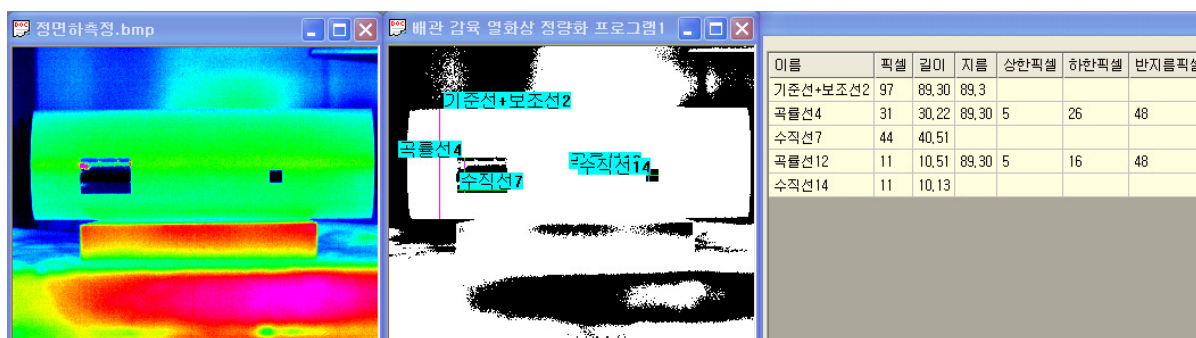 정면하측정.bmp
배관 감육 열화상 정량화 프로그램1
기준선+보조선2
곡률선4
수직선7
수직선14
이름 픽셀 길이 지름 상한픽셀 하한픽셀 반지름픽셀
기준선+보조선2 97 89,30 89,3
곡률선4 31 30,22 89,30 5 26 48
수직선7 44 40,51
곡률선12 11 10,51 89,30 5 16 48
수직선14 11 10,13